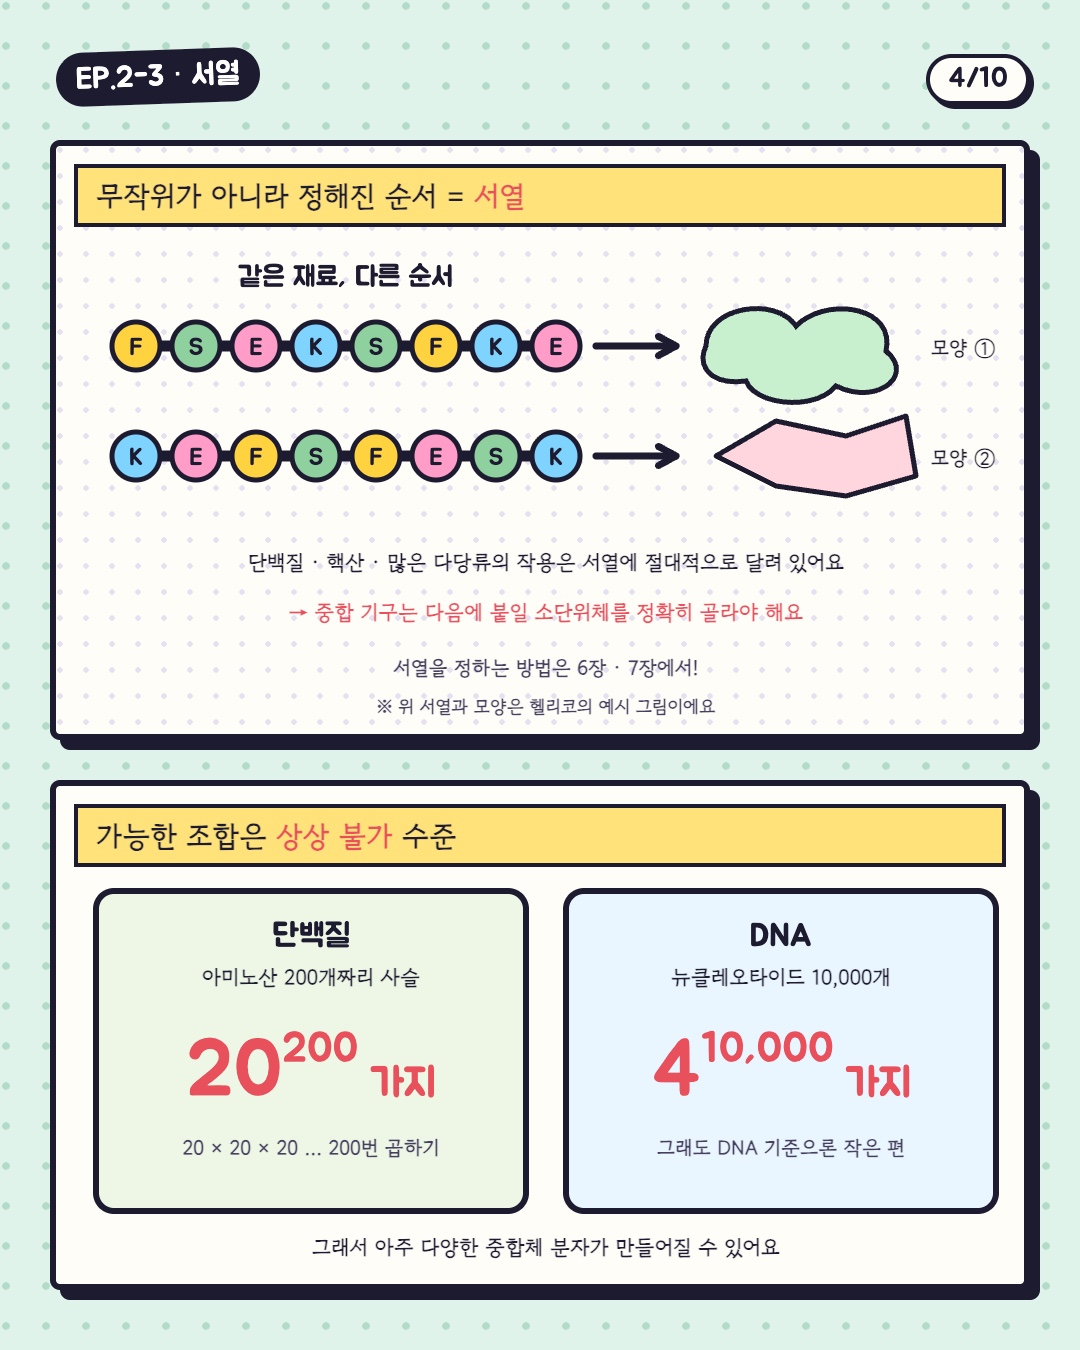 EP.2-3 · 서열
4/10
무작위가 아니라 정해진 순서 = 서열
같은 재료, 다른 순서
F S E K S F K E
모양 ①
K E F S F E S K
모양 ②
단백질 · 핵산 · 많은 다당류의 작용은 서열에 절대적으로 달려 있어요
→ 중합 기구는 다음에 붙일 소단위체를 정확히 골라야 해요
서열을 정하는 방법은 6장 · 7장에서!
※ 위 서열과 모양은 헬리코의 예시 그림이에요
가능한 조합은 상상 불가 수준
단백질
아미노산 200개짜리 사슬
20²⁰⁰ 가지
20 × 20 × 20 ... 200번 곱하기
DNA
뉴클레오타이드 10,000개
4¹⁰,⁰⁰⁰ 가지
그래도 DNA 기준으론 작은 편
그래서 아주 다양한 중합체 분자가 만들어질 수 있어요